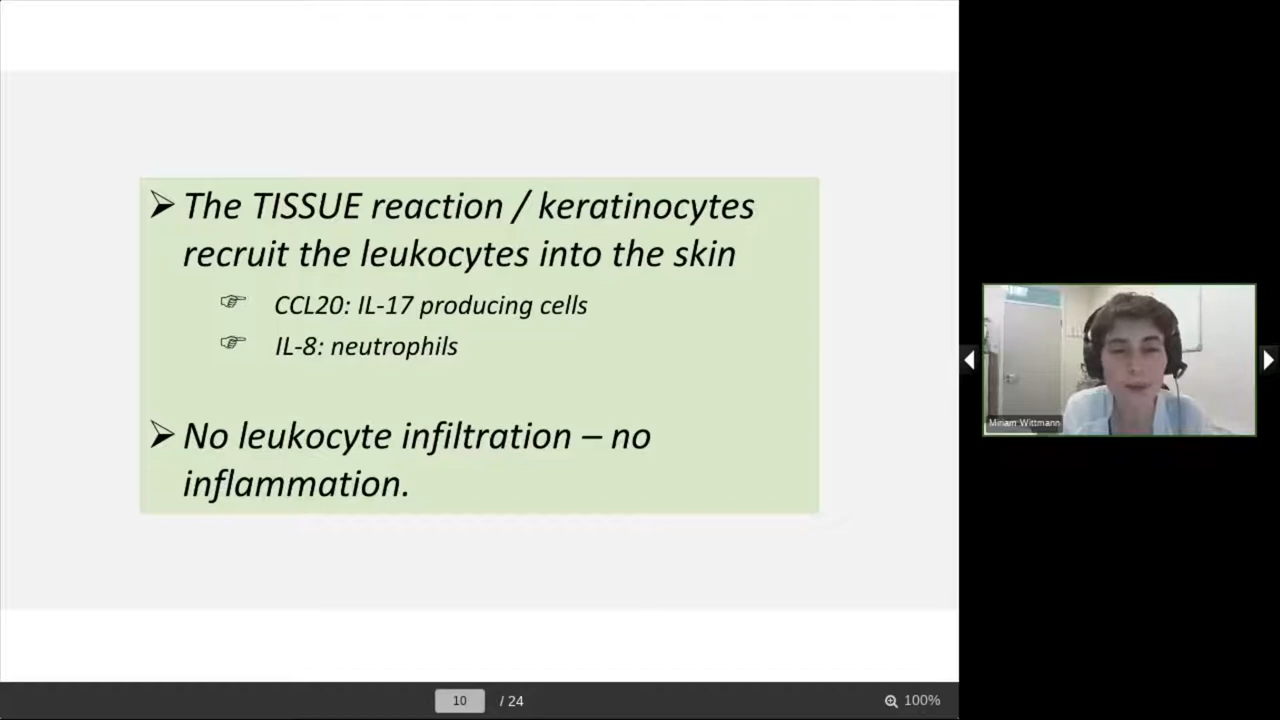 The TISSUE reaction / keratinocytes
recruit the leukocytes into the skin
CCL20: IL-17 producing cells
IL-8: neutrophils
No leukocyte infiltration – no
inflammation.
Miriam Wittmann
10 / 24
100%